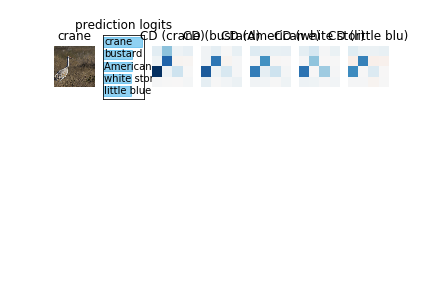 prediction logits
crane
CD (crane)
CD (bustard)
CD (American)
CD (white stor)
CD (little blu)
crane
bustard
American
white stor
little blue